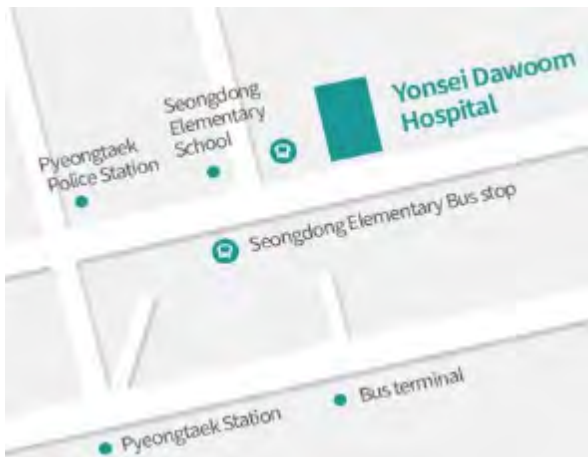 Yonsei Dawoom
Hospital
Seongdong
Elementary
School
Pyeongtaek
Police Station
Seongdong Elementary Bus stop
Bus terminal
Pyeongtaek Station